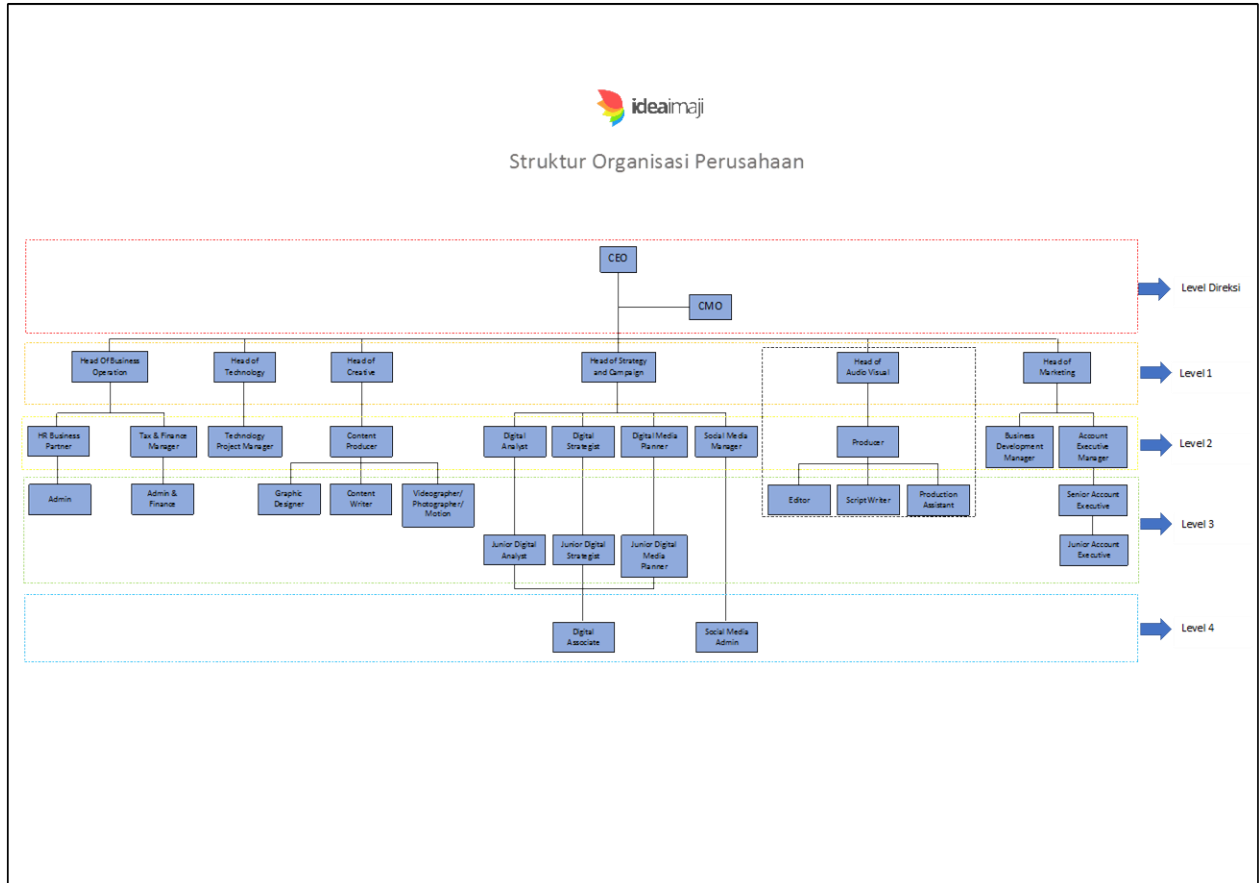 ideaimaji
Struktur Organisasi Perusahaan
CEO
CMO
Level Direksi
Head Of Business
Operation
Head of
Technology
Head of
Creative
Head of Strategy
and Campaign
Head of
Audio Visual
Head of
Marketing
Level 1
HR Business
Partner
Tax & Finance
Manager
Technology
Project Manager
Content
Producer
Digital
Analyst
Digital
Strategist
Digital Media
Planner
Social Media
Manager
Producer
Business
Development
Manager
Account
Executive
Manager
Level 2
Admin
Admin &
Finance
Graphic
Designer
Content
Writer
Videographer/
Photographer/
Motion
Editor
Script Writer
Production
Assistant
Senior Account
Executive
Level 3
Junior Digital
Analyst
Junior Digital
Strategist
Junior Digital
Media
Planner
Junior Account
Executive
Digital
Associate
Social Media
Admin
Level 4